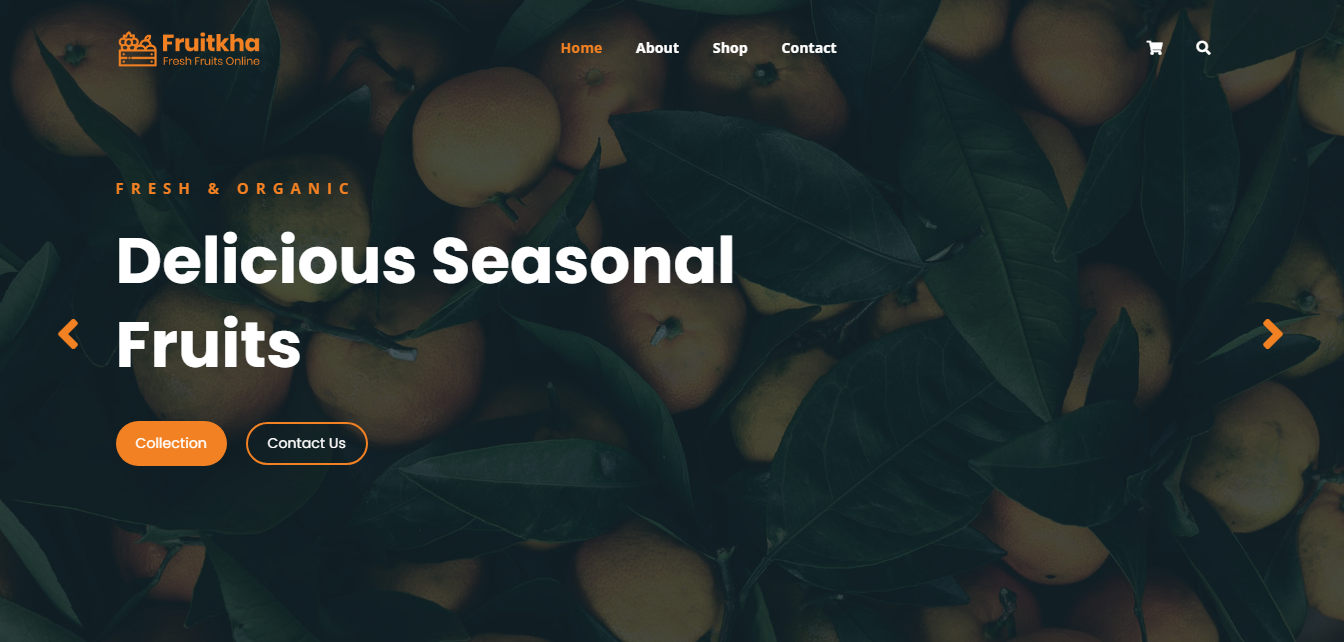 Fruitkha
Fresh Fruits Online
Home About Shop Contact
FRESH & ORGANIC
Delicious Seasonal
Fruits
Collection Contact Us